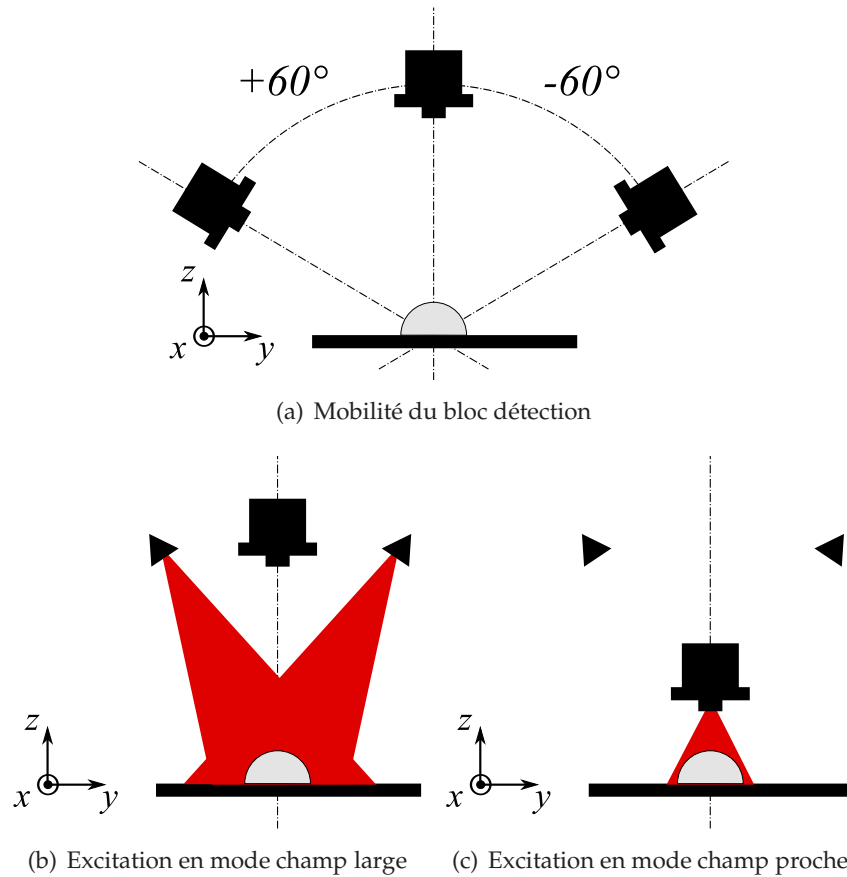 +60° -60°
z
x y
(a) Mobilité du bloc détection
z z
x y x y
(b) Excitation en mode champ large (c) Excitation en mode champ proche